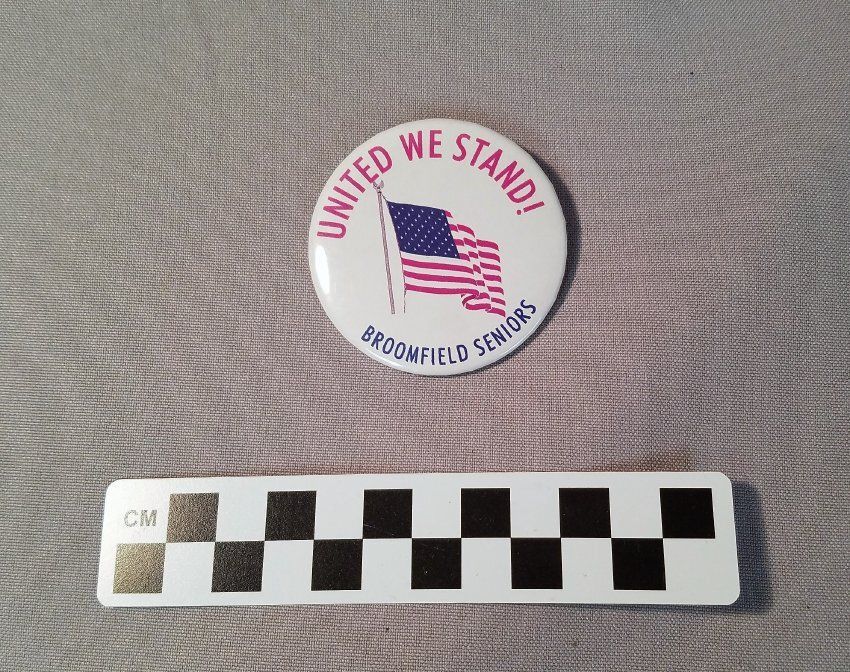 UNITED WE STAND!
BROOMFIELD SENIORS
CM